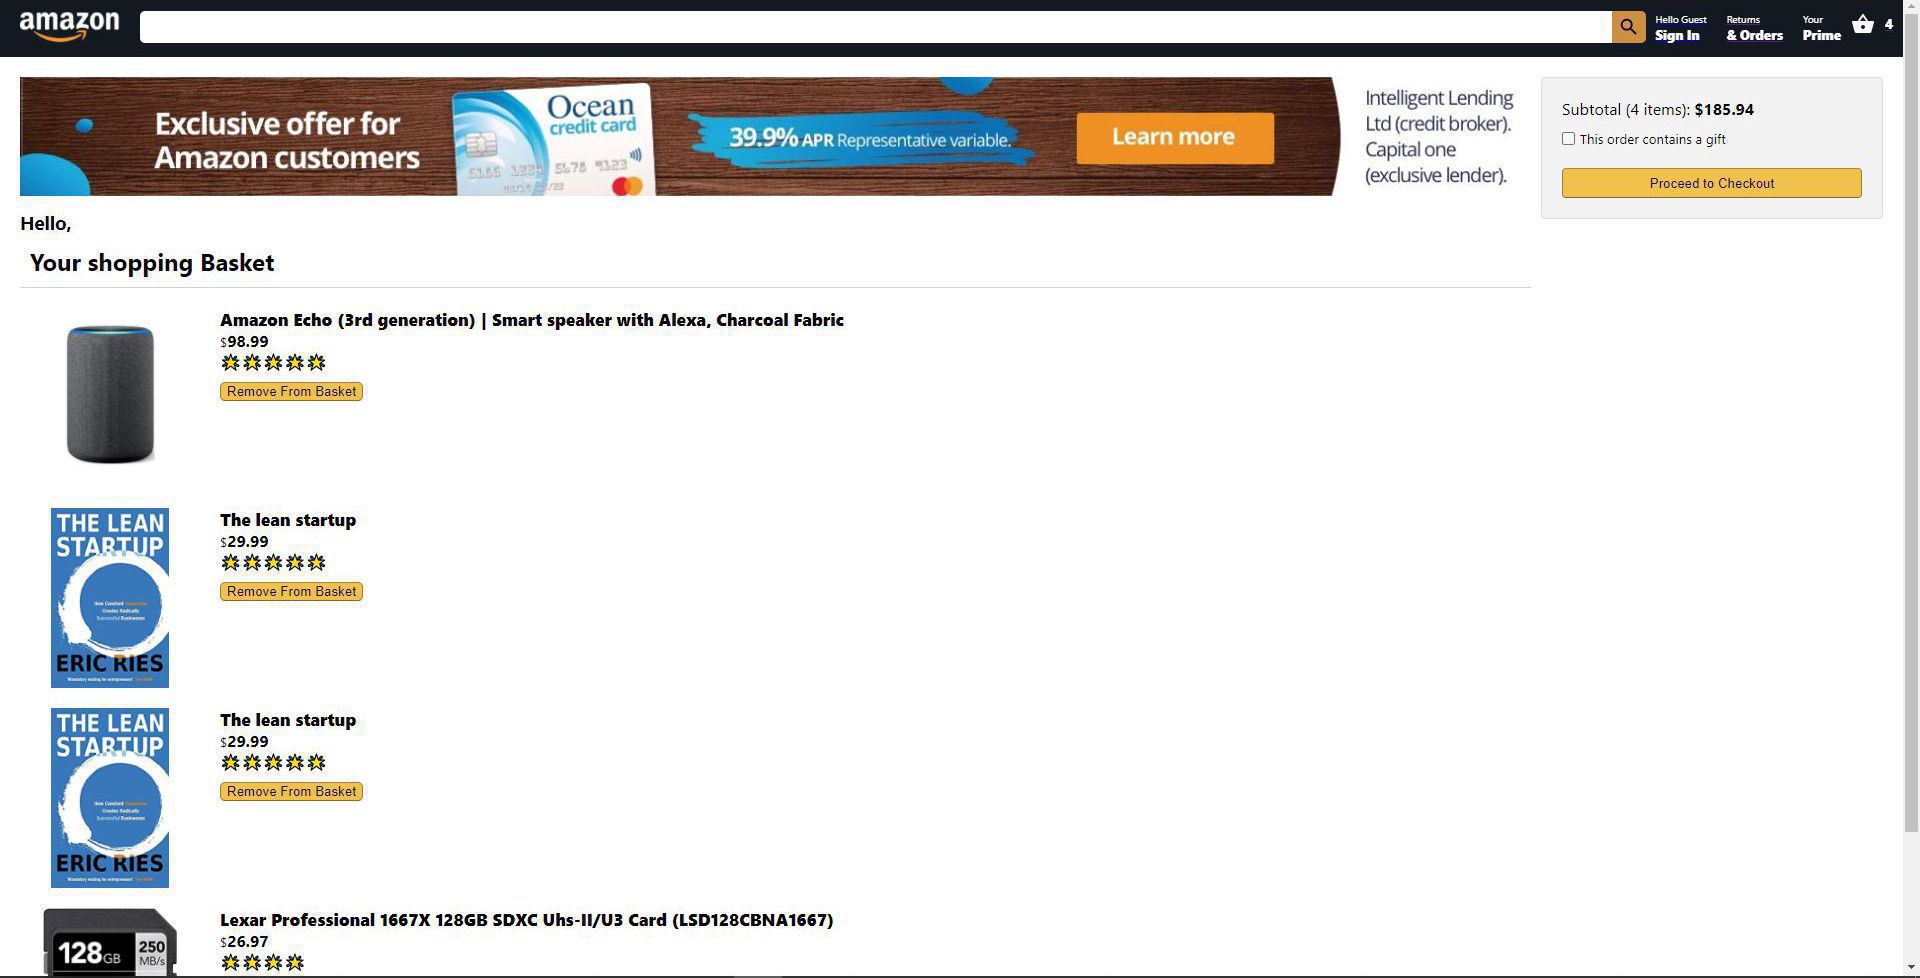 amazon
Hello Guest
Sign In
Returns
& Orders
Your
Prime
4
Exclusive offer for
Amazon customers
Ocean
credit card
39.9% APR Representative variable.
Learn more
Intelligent Lending
Ltd (credit broker).
Capital one
(exclusive lender).
Subtotal (4 items): $185.94
This order contains a gift
Proceed to Checkout
Hello,
Your shopping Basket
Amazon Echo (3rd generation) | Smart speaker with Alexa, Charcoal Fabric
$98.99
Remove From Basket
THE LEAN
STARTUP
How Constant Innovation
Creates Radically
Successful Businesses
ERIC RIES
The lean startup
$29.99
Remove From Basket
THE LEAN
STARTUP
How Constant Innovation
Creates Radically
Successful Businesses
ERIC RIES
The lean startup
$29.99
Remove From Basket
128GB
250
MB/s
Lexar Professional 1667X 128GB SDXC Uhs-II/U3 Card (LSD128CBNA1667)
$26.97